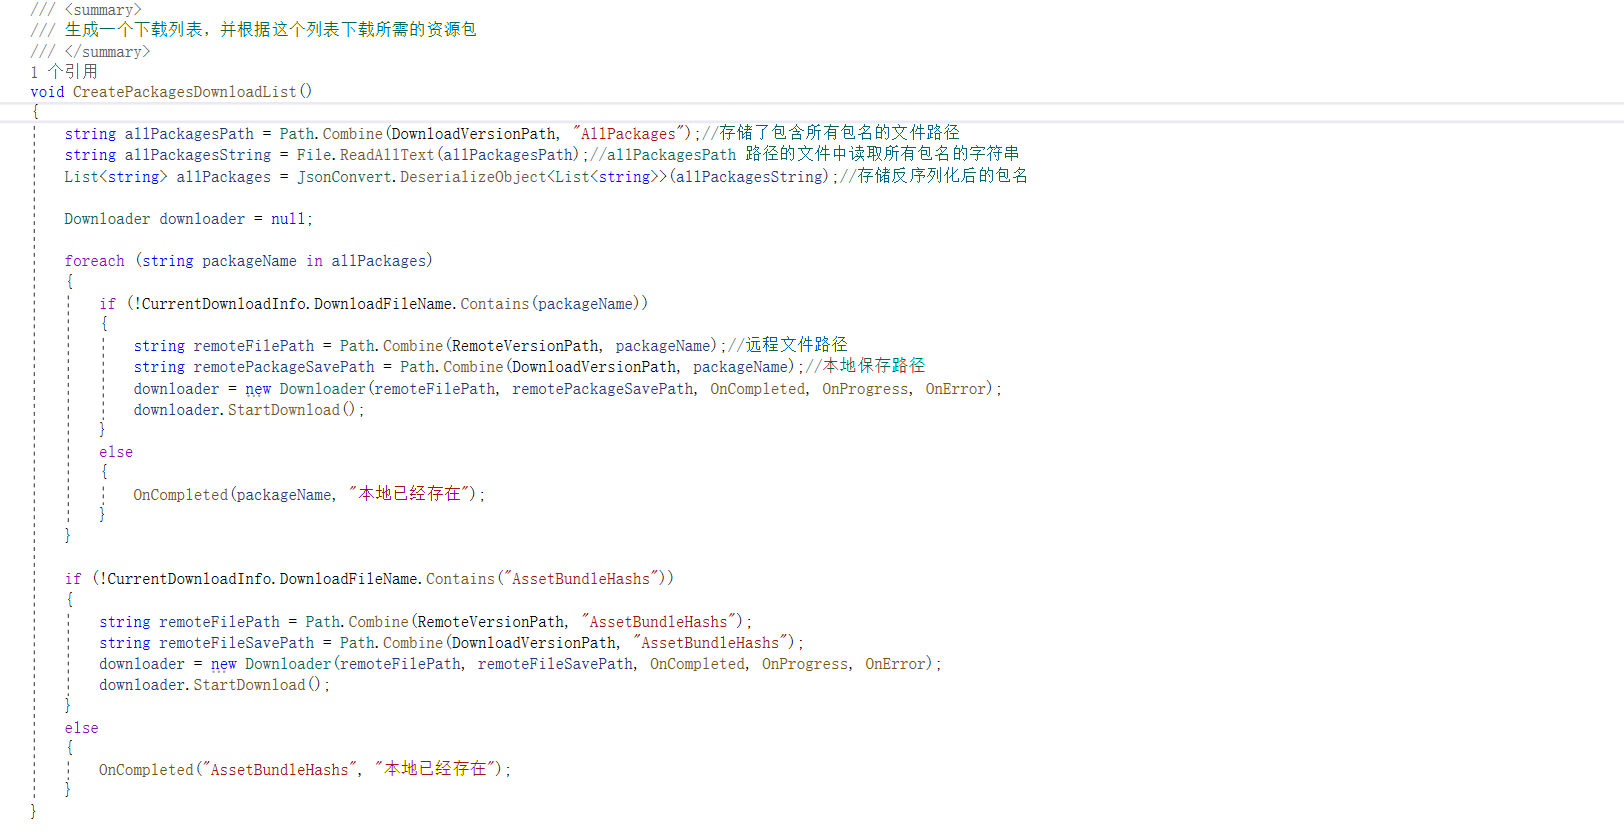 /// <summary>
/// 生成一个下载列表，并根据这个列表下载所需的资源包
/// </summary>
1 个引用
void CreatePackagesDownloadList()
{
string allPackagesPath = Path.Combine(DownloadVersionPath, "AllPackages");//存储了包含所有包名的文件路径
string allPackagesString = File.ReadAllText(allPackagesPath);//allPackagesPath 路径的文件中读取所有包名的字符串
List<string> allPackages = JsonConvert.DeserializeObject<List<string>>(allPackagesString);//存储反序列化后的包名
Downloader downloader = null;
foreach (string packageName in allPackages)
{
if (!CurrentDownloadInfo.DownloadFileName.Contains(packageName))
{
string remoteFilePath = Path.Combine(RemoteVersionPath, packageName);//远程文件路径
string remotePackageSavePath = Path.Combine(DownloadVersionPath, packageName);//本地保存路径
downloader = new Downloader(remoteFilePath, remotePackageSavePath, OnCompleted, OnProgress, OnError);
downloader.StartDownload();
}
else
{
OnCompleted(packageName, "本地已经存在");
}
}
if (!CurrentDownloadInfo.DownloadFileName.Contains("AssetBundleHashs"))
{
string remoteFilePath = Path.Combine(RemoteVersionPath, "AssetBundleHashs");
string remoteFileSavePath = Path.Combine(DownloadVersionPath, "AssetBundleHashs");
downloader = new Downloader(remoteFilePath, remoteFileSavePath, OnCompleted, OnProgress, OnError);
downloader.StartDownload();
}
else
{
OnCompleted("AssetBundleHashs", "本地已经存在");
}
}